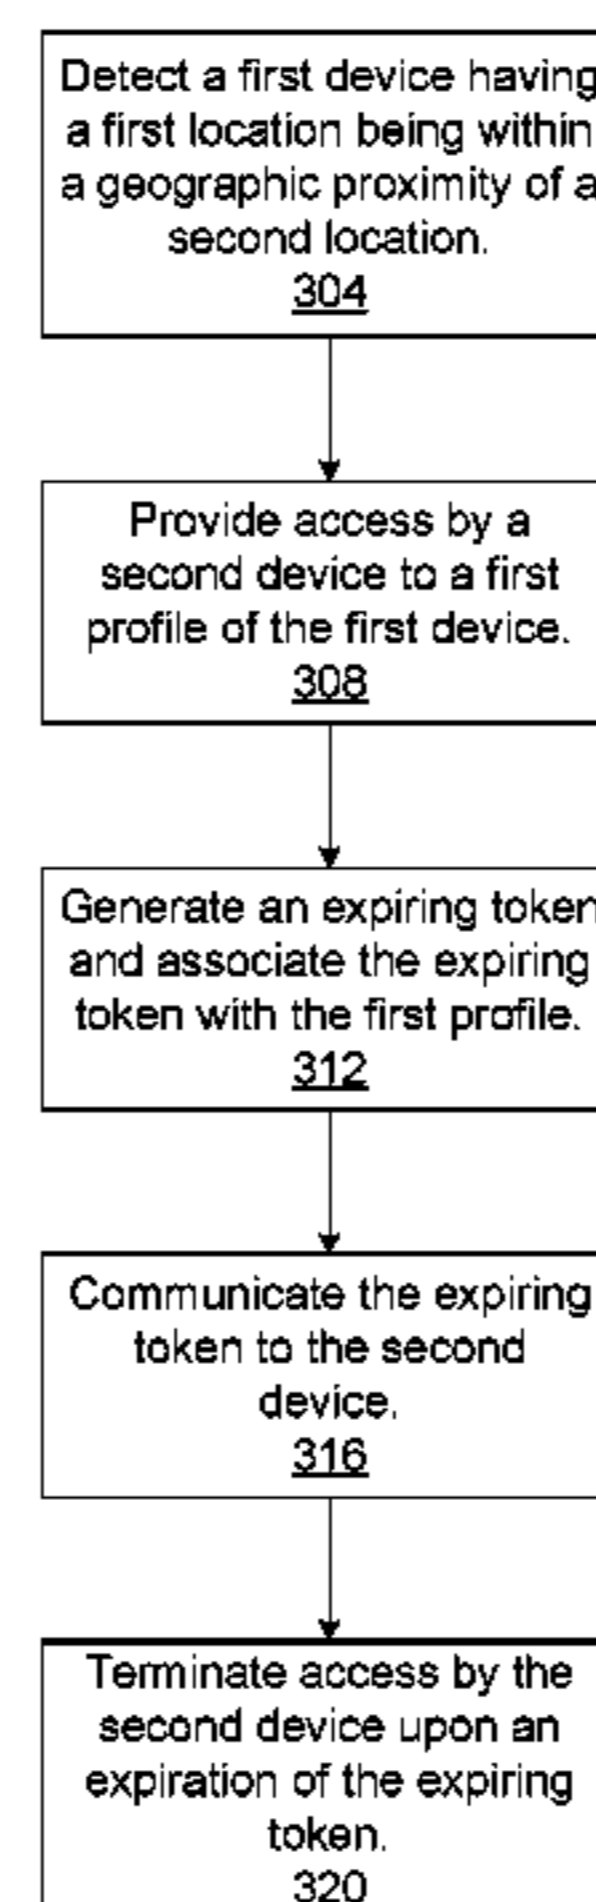 Detect a first device having
a first location being within
a geographic proximity of a
second location.
304
Provide access by a
second device to a first
profile of the first device.
308
Generate an expiring token
and associate the expiring
token with the first profile.
312
Communicate the expiring
token to the second
device.
316
Terminate access by the
second device upon an
expiration of the expiring
token.
320